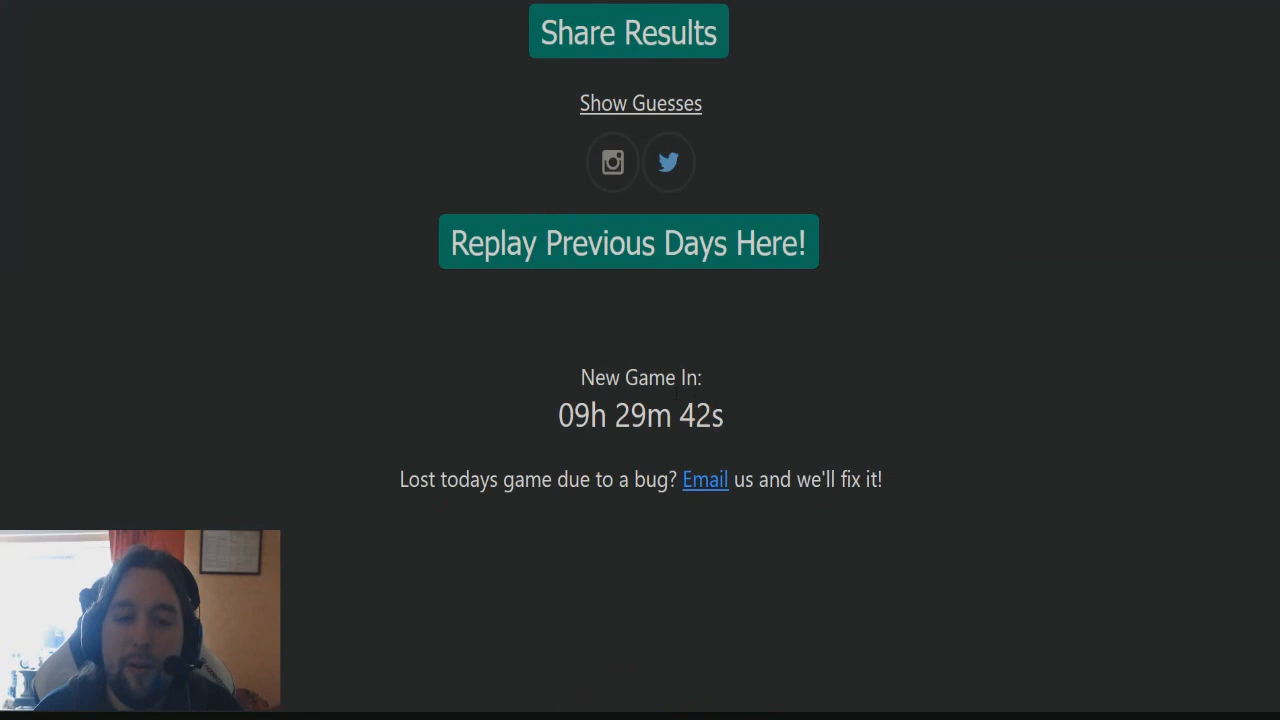 Share Results
Show Guesses
Replay Previous Days Here!
New Game In:
09h 29m 42s
Lost todays game due to a bug? Email us and we'll fix it!